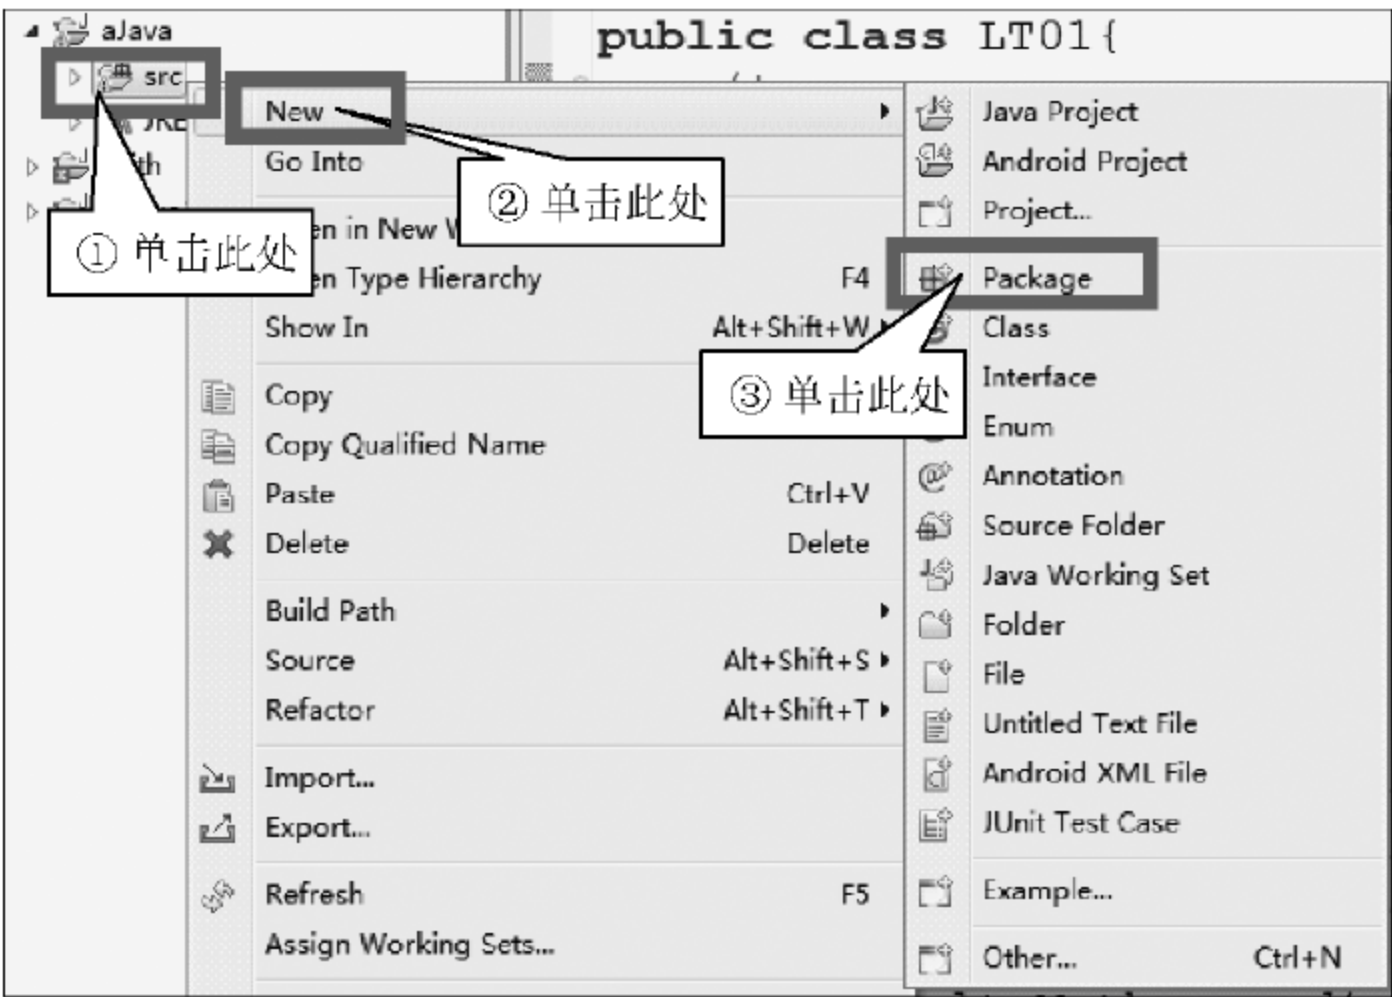 aJava
public class LT01{
src
JRE
① 单击此处
New
② 单击此处
Go Into
en in New W
en Type Hierarchy F4
Show In Alt+Shift+W
Copy
Copy Qualified Name
Paste Ctrl+V
Delete Delete
Build Path
Source Alt+Shift+S
Refactor Alt+Shift+T
Import...
Export...
Refresh F5
Assign Working Sets...
Java Project
Android Project
Project...
Package
③ 单击此处
Class
Interface
Enum
Annotation
Source Folder
Java Working Set
Folder
File
Untitled Text File
Android XML File
JUnit Test Case
Example...
Other... Ctrl+N